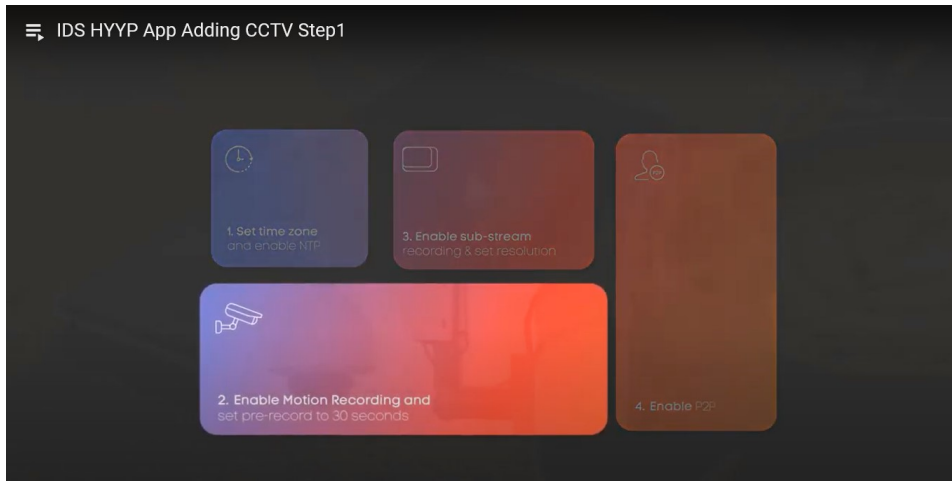 IDS HYYP App Adding CCTV Step1
1. Set time zone
and enable NTP
3. Enable sub-stream
recording & set resolution
2. Enable Motion Recording and
set pre-record to 30 seconds
4. Enable P2P